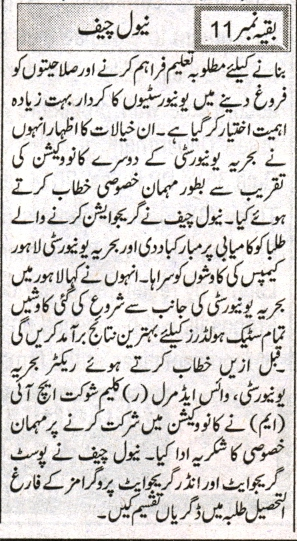 بقیہ نمبر 11 نیول چیف
بنانے کیلئے مطلوبہ تعلیم فراہم کرنے اور صلاحیتوں کو
فروغ دینے میں یونیورسٹیوں کا کردار بہت زیادہ
اہمیت اختیار کر گیا ہے۔ ان خیالات کا اظہار انہوں
نے بحریہ یونیورسٹی کے دوسرے کانووکیشن کی
تقریب سے بطور مہمان خصوصی خطاب کرتے
ہوئے کیا۔ نیول چیف نے گریجوایشن کرنے والے
طلبا کو کامیابی پر مبارکباد دی اور بحریہ یونیورسٹی لاہور
کیمپس کی کاوشوں کو سراہا۔ انہوں نے کہا لاہور میں
بحریہ یونیورسٹی کی جانب سے شروع کی گئی کاوشیں
تمام سٹیک ہولڈرز کیلئے بہترین نتائج برآمد کریں گی
۔ قبل ازیں خطاب کرتے ہوئے ریکٹر بحریہ
یونیورسٹی، وائس ایڈمرل (ر) کلیم شوکت ایچ آئی
(ایم) نے کانووکیشن میں شرکت کرنے پر مہمان
خصوصی کا شکریہ ادا کیا۔ نیول چیف نے پوسٹ
گریجوایٹ اور انڈر گریجوایٹ پروگرامز کے فارغ
التحصیل طلبہ میں ڈگریاں تقسیم کیں۔